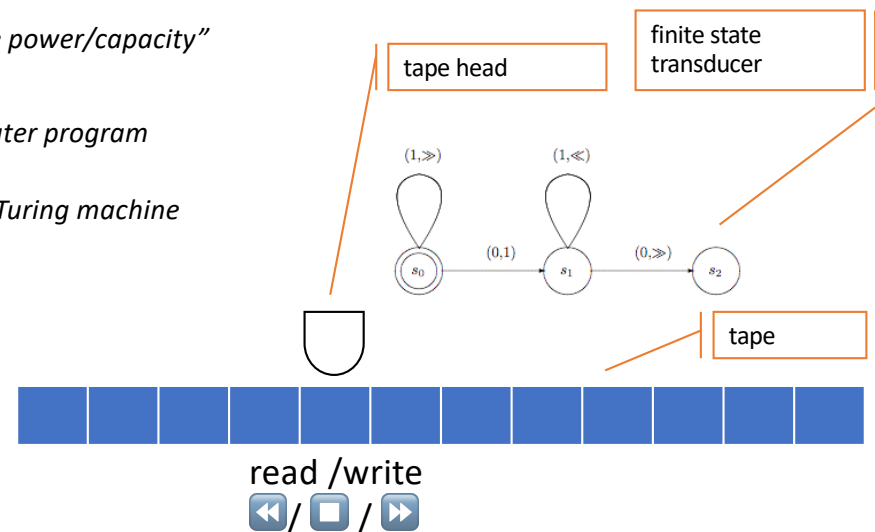 power/capacity”
tape head
finite state
transducer
program
Turing machine
(1,≫)
(1,≪)
(0,1)
(0,≫)
s₀
s₁
s₂
tape
read /write
⏪/ ⏹ / ⏩